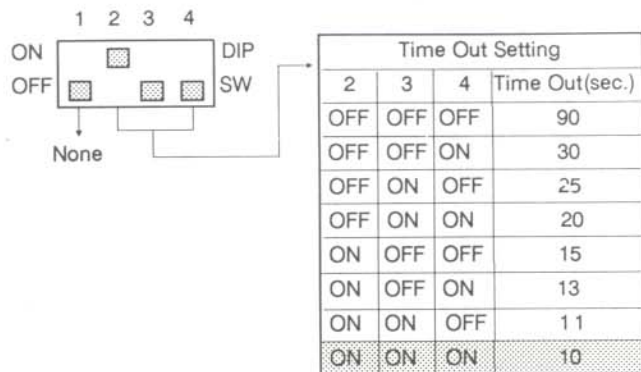 1 2 3 4
ON DIP
OFF SW
None
Time Out Setting
2 3 4 Time Out(sec.)
OFF OFF OFF 90
OFF OFF ON 30
OFF ON OFF 25
OFF ON ON 20
ON OFF OFF 15
ON OFF ON 13
ON ON OFF 11
ON ON ON 10